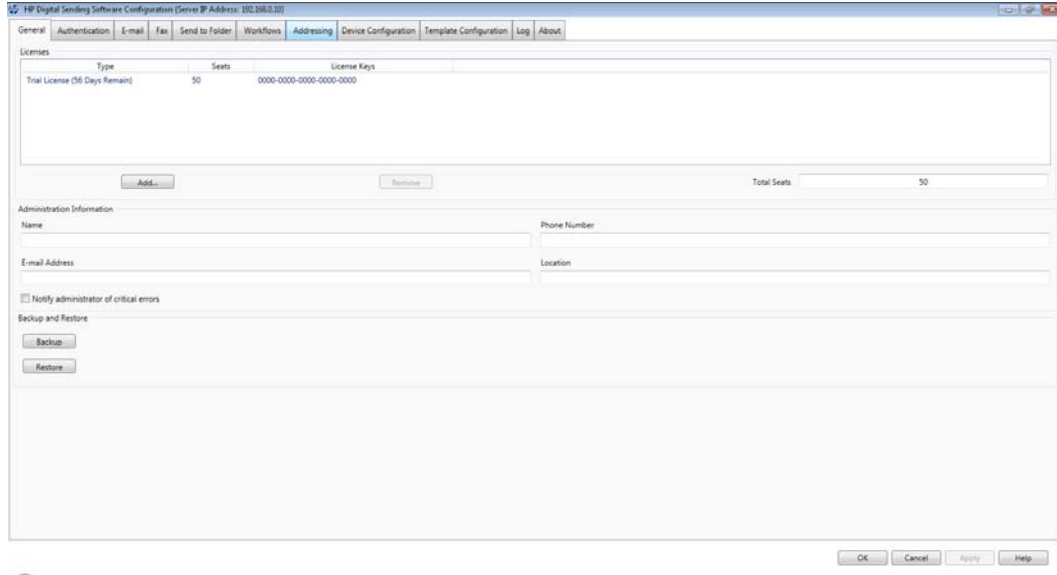 HP Digital Sending Software Configuration (Server IP Address: 192.168.0.10)
General Authentication E-mail Fax Send to Folder Workflows Addressing Device Configuration Template Configuration Log About
Licenses
Type Seats License Keys
Trial License (56 Days Remain) 50 0000-0000-0000-0000-0000
Add... Remove Total Seats 50
Administration Information
Name Phone Number
E-mail Address Location
Notify administrator of critical errors
Backup and Restore
Backup
Restore
OK Cancel Apply Help